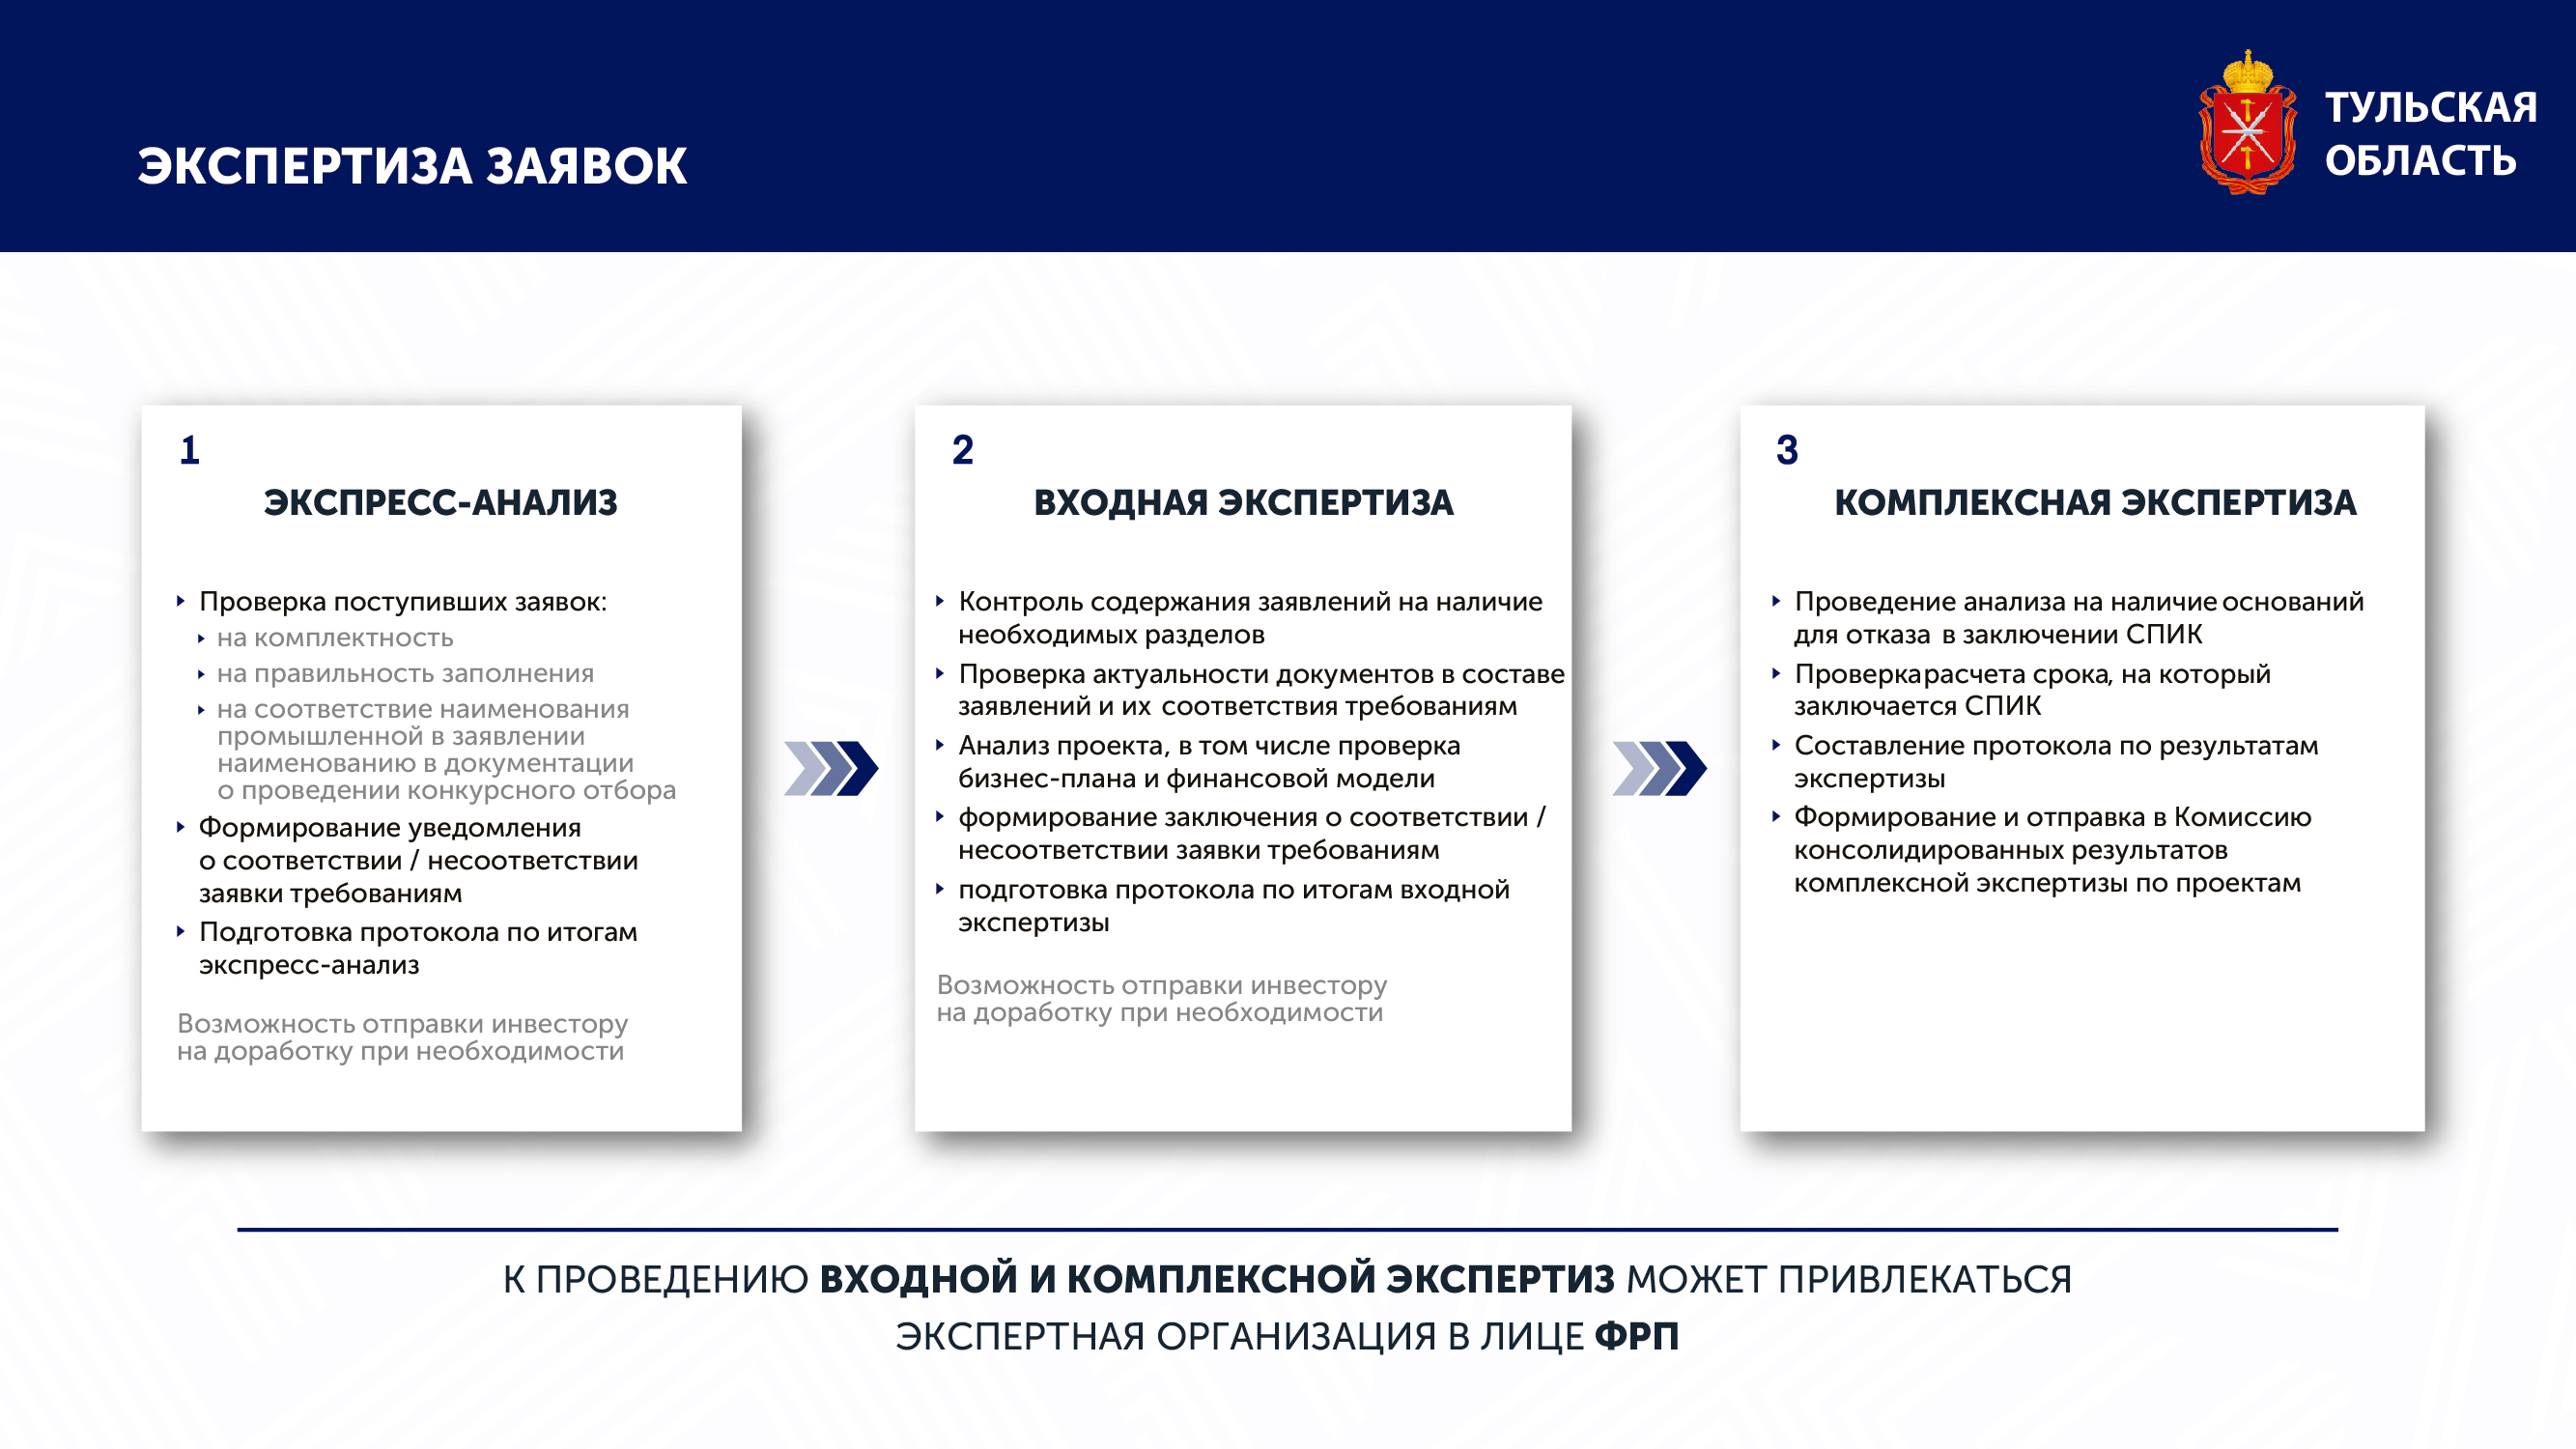 ЭКСПЕРТИЗА ЗАЯВОК
ТУЛЬСКАЯ
ОБЛАСТЬ
1
ЭКСПРЕСС-АНАЛИЗ
Проверка поступивших заявок:
на комплектность
на правильность заполнения
на соответствие наименования
промышленной в заявлении
наименованию в документации
о проведении конкурсного отбора
Формирование уведомления
о соответствии / несоответствии
заявки требованиям
Подготовка протокола по итогам
экспресс-анализ
Возможность отправки инвестору
на доработку при необходимости
2
ВХОДНАЯ ЭКСПЕРТИЗА
Контроль содержания заявлений на наличие
необходимых разделов
Проверка актуальности документов в составе
заявлений и их соответствия требованиям
Анализ проекта, в том числе проверка
бизнес-плана и финансовой модели
формирование заключения о соответствии /
несоответствии заявки требованиям
подготовка протокола по итогам входной
экспертизы
Возможность отправки инвестору
на доработку при необходимости
3
КОМПЛЕКСНАЯ ЭКСПЕРТИЗА
Проведение анализа на наличие оснований
для отказа в заключении СПИК
Проверка расчета срока, на который
заключается СПИК
Составление протокола по результатам
экспертизы
Формирование и отправка в Комиссию
консолидированных результатов
комплексной экспертизы по проектам
К ПРОВЕДЕНИЮ ВХОДНОЙ И КОМПЛЕКСНОЙ ЭКСПЕРТИЗ МОЖЕТ ПРИВЛЕКАТЬСЯ
ЭКСПЕРТНАЯ ОРГАНИЗАЦИЯ В ЛИЦЕ ФРП